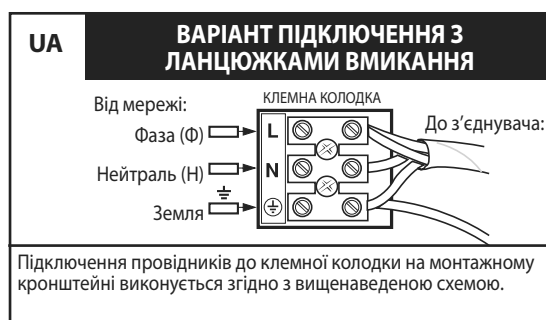 UA
ВАРІАНТ ПІДКЛЮЧЕННЯ З
ЛАНЦЮЖКАМИ ВМИКАННЯ
Від мережі:
КЛЕМНА КОЛОДКА
Фаза (Ф)
L
До з’єднувача:
Нейтраль (Н)
N
Земля
Підключення провідників до клемної колодки на монтажному
кронштейні виконується згідно з вищенаведеною схемою.